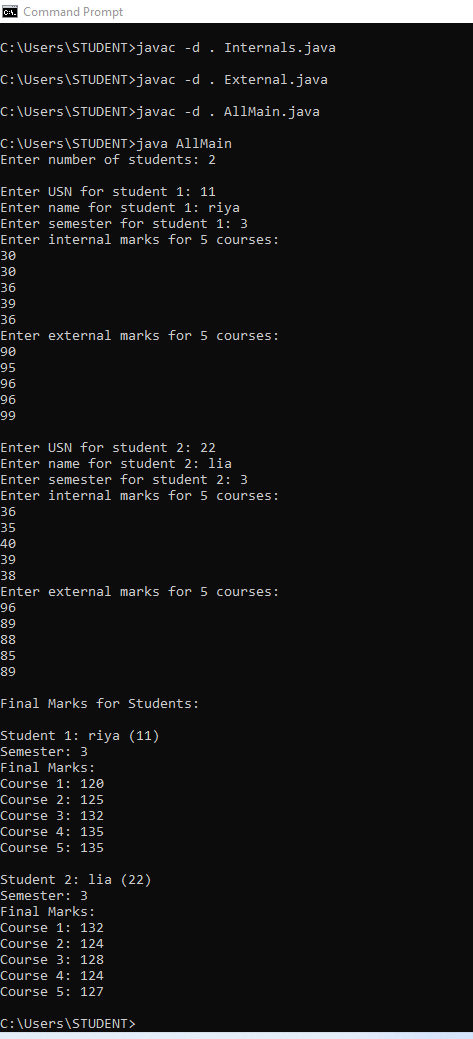 Command Prompt
C:\Users\STUDENT>javac -d . Internals.java
C:\Users\STUDENT>javac -d . External.java
C:\Users\STUDENT>javac -d . AllMain.java
C:\Users\STUDENT>java AllMain
Enter number of students: 2
Enter USN for student 1: 11
Enter name for student 1: riya
Enter semester for student 1: 3
Enter internal marks for 5 courses:
30
30
36
39
36
Enter external marks for 5 courses:
90
95
96
96
99
Enter USN for student 2: 22
Enter name for student 2: lia
Enter semester for student 2: 3
Enter internal marks for 5 courses:
36
35
40
39
38
Enter external marks for 5 courses:
96
89
88
85
89
Final Marks for Students:
Student 1: riya (11)
Semester: 3
Final Marks:
Course 1: 120
Course 2: 125
Course 3: 132
Course 4: 135
Course 5: 135
Student 2: lia (22)
Semester: 3
Final Marks:
Course 1: 132
Course 2: 124
Course 3: 128
Course 4: 124
Course 5: 127
C:\Users\STUDENT>